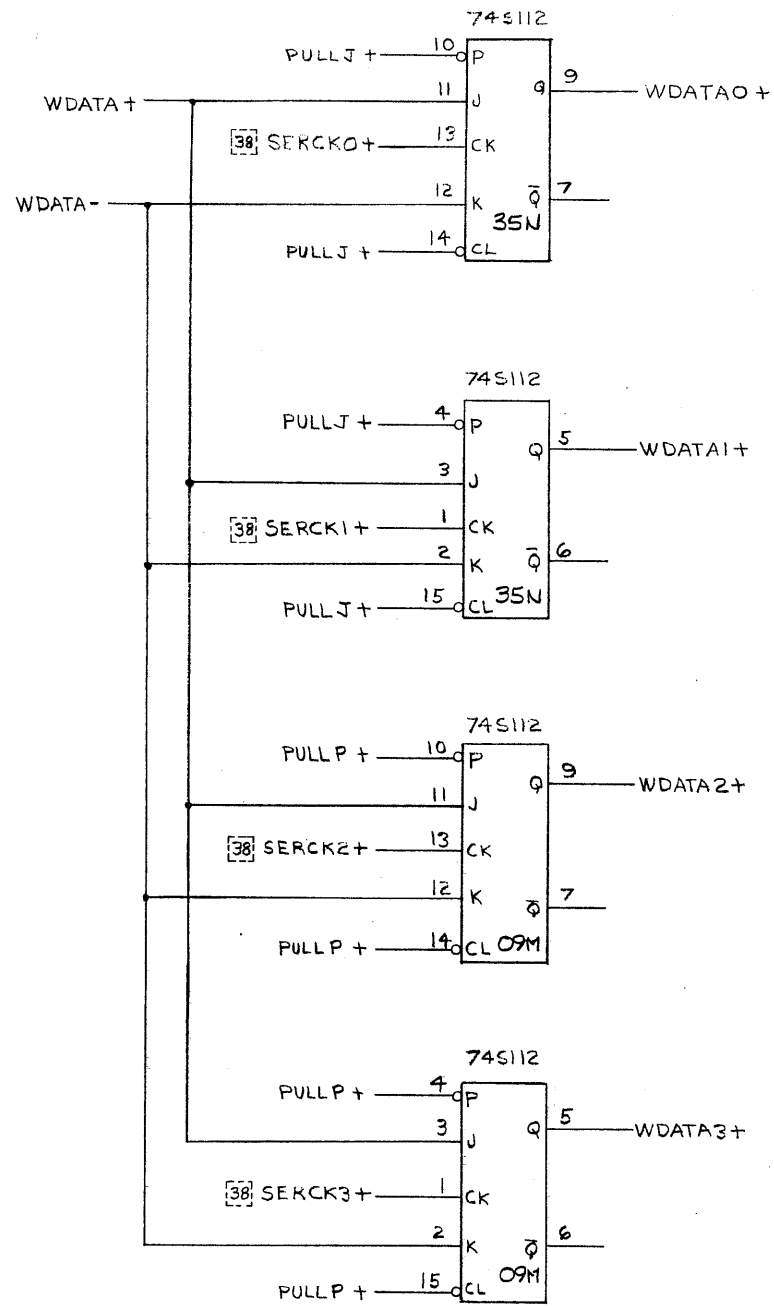 74S112
PULLJ + 10 P
WDATA + 11 J Q 9 WDATA0 +
38 SERCK0 + 13 CK
WDATA - 12 K Q̅ 7
35N
PULLJ + 14 CL
74S112
PULLJ + 4 P
Q 5 WDATA1 +
3 J
38 SERCK1 + 1 CK
2 K Q̅ 6
PULLJ + 15 CL 35N
74S112
PULLP + 10 P
Q 9 WDATA2 +
11 J
38 SERCK2 + 13 CK
12 K Q̅ 7
PULLP + 14 CL 09M
74S112
PULLP + 4 P
3 J Q 5 WDATA3 +
38 SERCK3 + 1 CK
2 K Q̅ 6
09M
PULLP + 15 CL